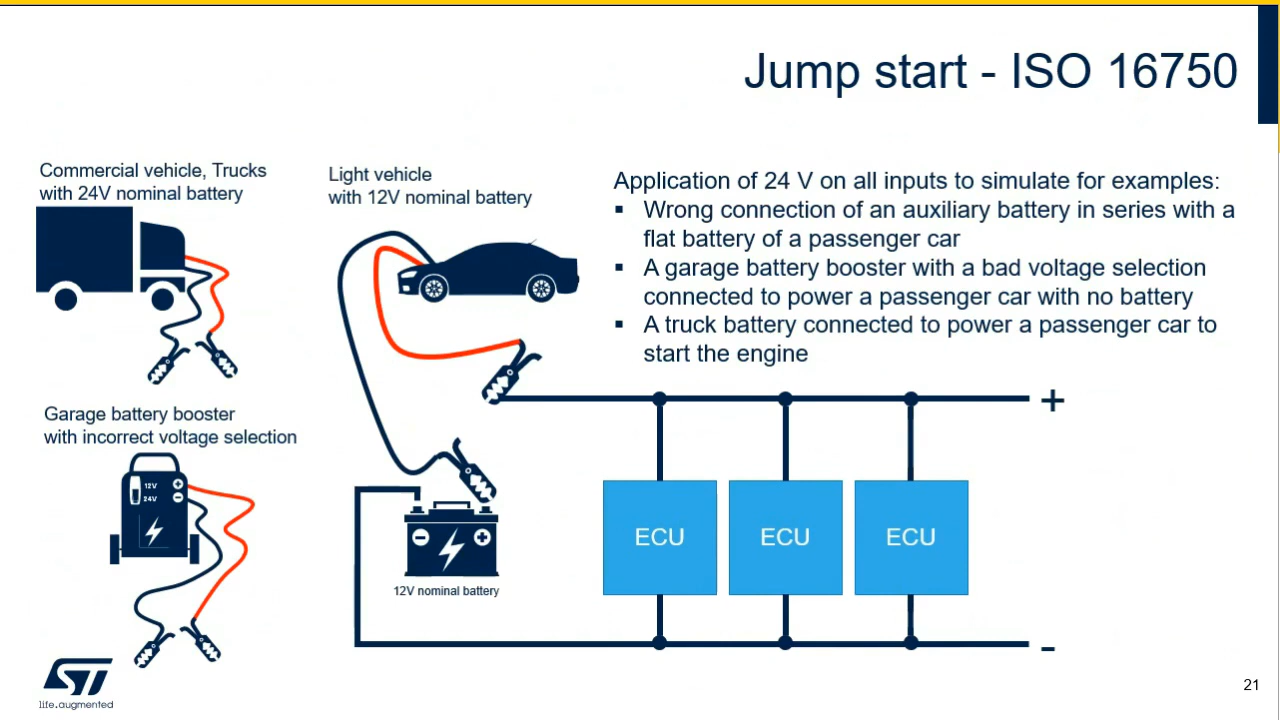 Jump start - ISO 16750
Commercial vehicle, Trucks
with 24V nominal battery
Light vehicle
with 12V nominal battery
Application of 24 V on all inputs to simulate for examples:
▪ Wrong connection of an auxiliary battery in series with a
flat battery of a passenger car
▪ A garage battery booster with a bad voltage selection
connected to power a passenger car with no battery
▪ A truck battery connected to power a passenger car to
start the engine
Garage battery booster
with incorrect voltage selection
12V
24V
+
-
ECU
ECU
ECU
12V nominal battery
ST
life.augmented
21